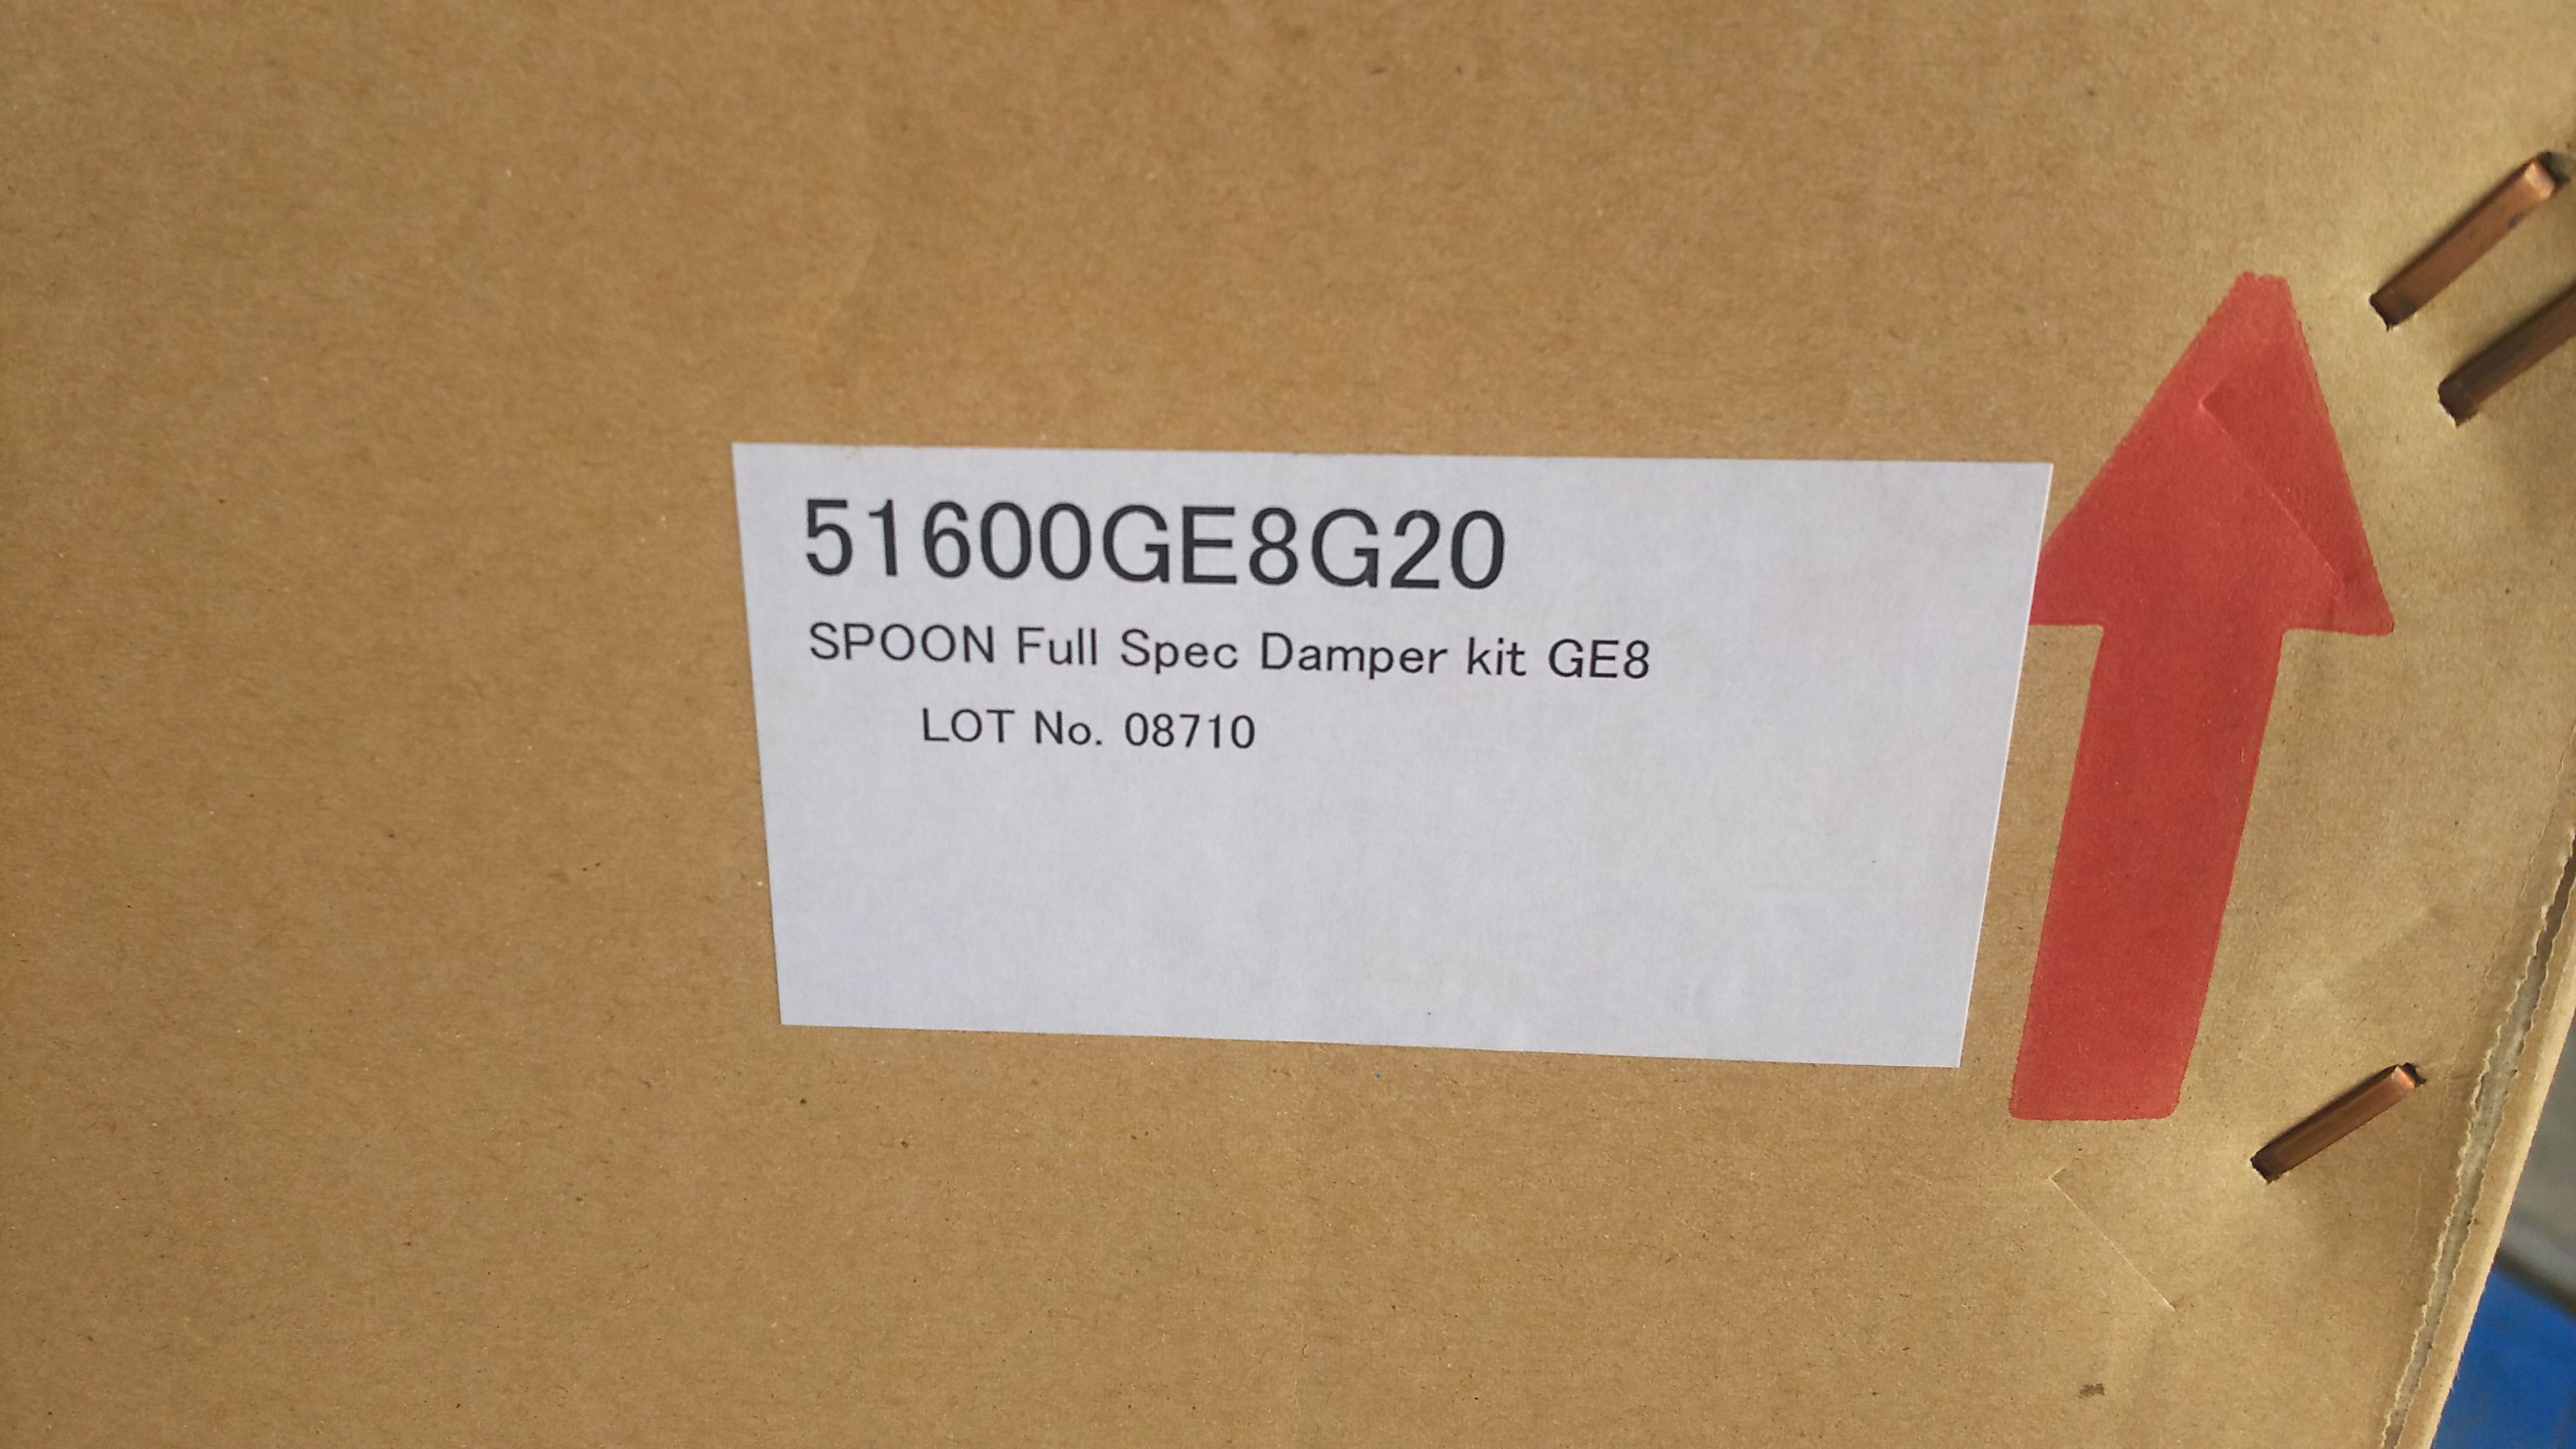 51600GE8G20
SPOON Full Spec Damper kit GE8
LOT No. 08710